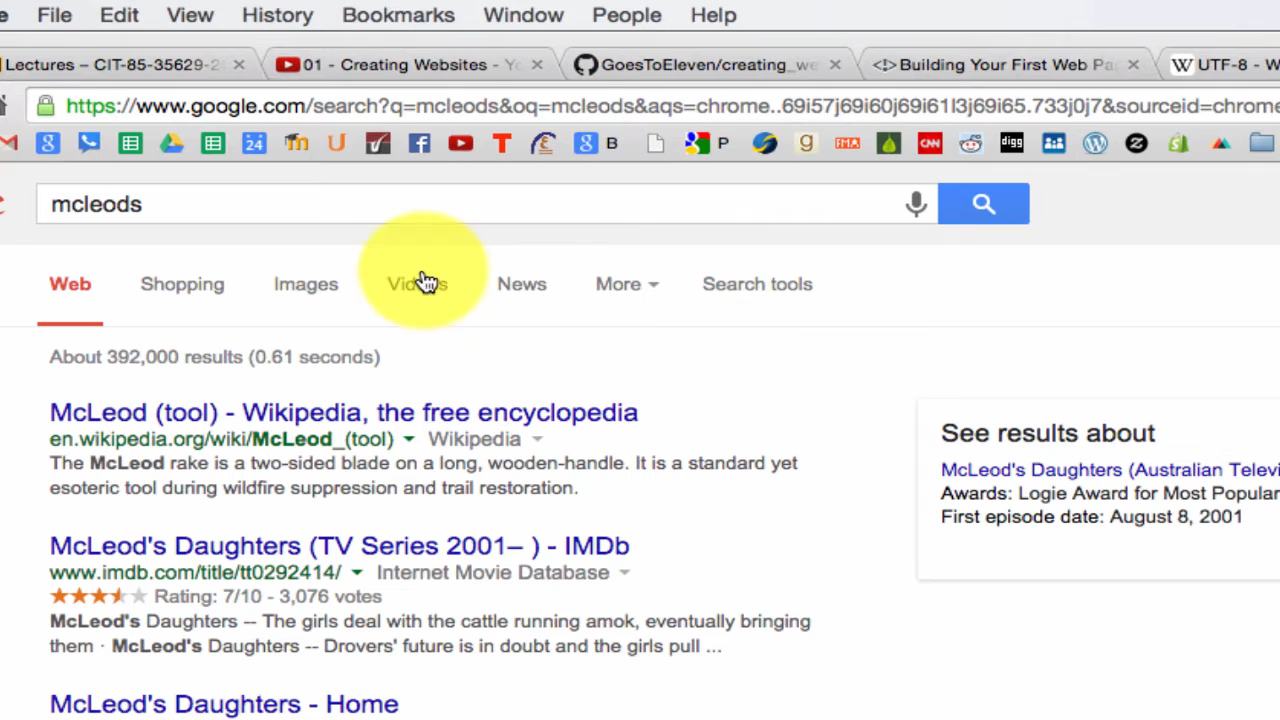 File Edit View History Bookmarks Window People Help
Lectures – CIT-85-35629-2 01 - Creating Websites - Y GoesToEleven/creating_we Building Your First Web Pa UTF-8 - W
https://www.google.com/search?q=mcleods&oq=mcleods&aqs=chrome..69i57j69i60j69i61l3j69i65.733j0j7&sourceid=chrome
24 U T B P g FMA CNN digg
mcleods
Web Shopping Images Videos News More Search tools
About 392,000 results (0.61 seconds)
McLeod (tool) - Wikipedia, the free encyclopedia
en.wikipedia.org/wiki/McLeod_(tool) Wikipedia
The McLeod rake is a two-sided blade on a long, wooden-handle. It is a standard yet
esoteric tool during wildfire suppression and trail restoration.
See results about
McLeod's Daughters (Australian Televi
Awards: Logie Award for Most Popular
First episode date: August 8, 2001
McLeod's Daughters (TV Series 2001– ) - IMDb
www.imdb.com/title/tt0292414/ Internet Movie Database
Rating: 7/10 - 3,076 votes
McLeod's Daughters -- The girls deal with the cattle running amok, eventually bringing
them · McLeod's Daughters -- Drovers' future is in doubt and the girls pull ...
McLeod's Daughters - Home